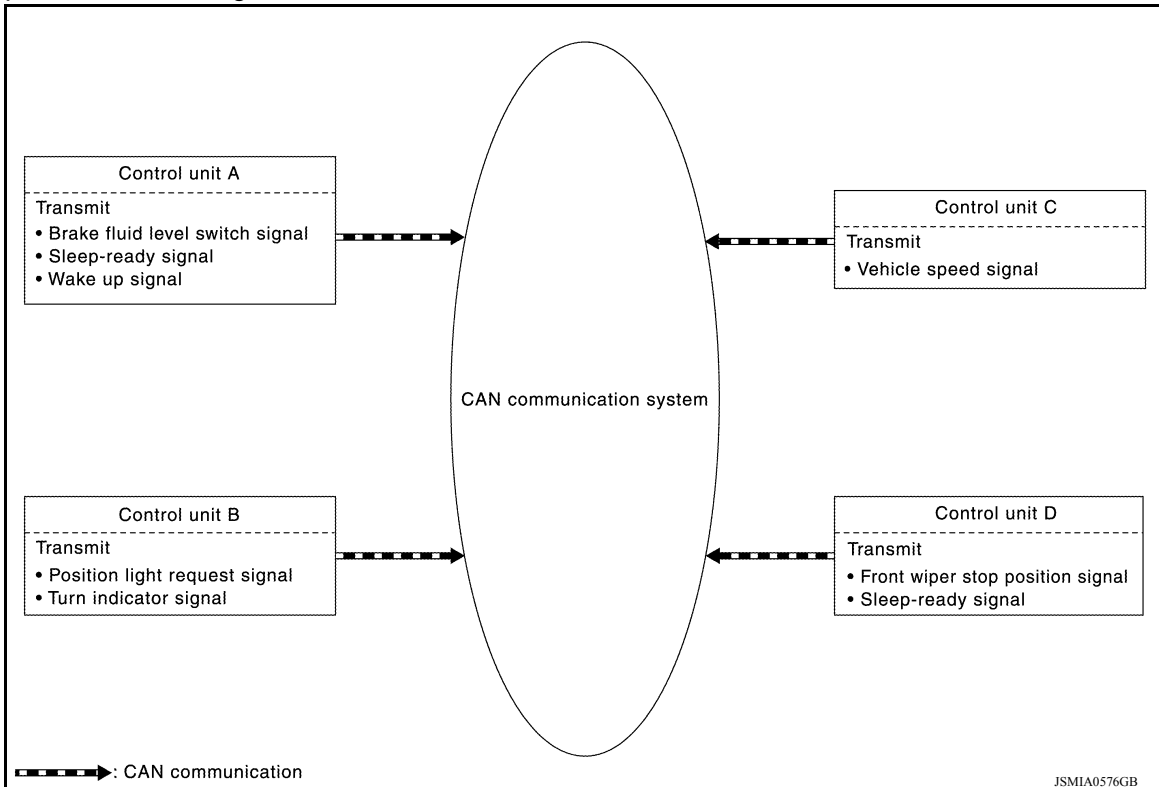 Control unit A
Transmit
• Brake fluid level switch signal
• Sleep-ready signal
• Wake up signal
Control unit C
Transmit
• Vehicle speed signal
CAN communication system
Control unit B
Transmit
• Position light request signal
• Turn indicator signal
Control unit D
Transmit
• Front wiper stop position signal
• Sleep-ready signal
: CAN communication
JSMIA0576GB